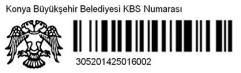 Konya Büyükşehir Belediyesi KBS Numarası
305201425016002